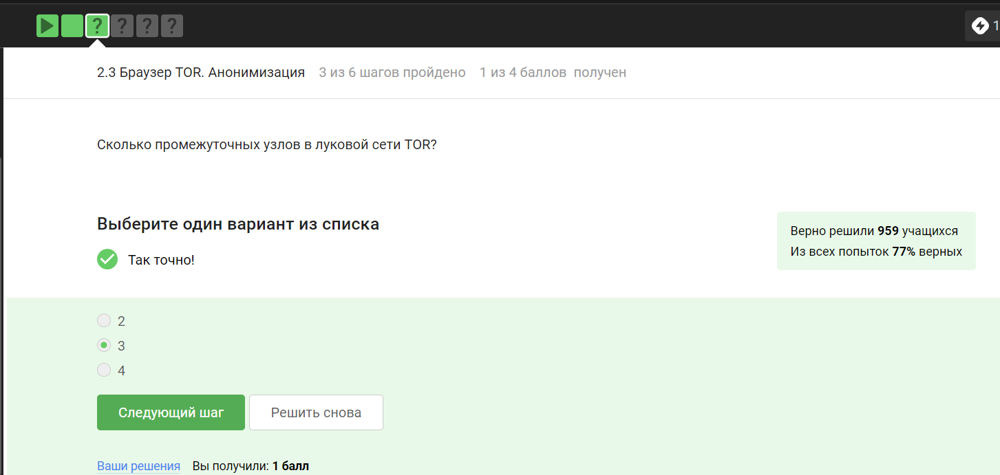 ? ? ? ? 1
2.3 Браузер TOR. Анонимизация 3 из 6 шагов пройдено 1 из 4 баллов получен
Сколько промежуточных узлов в луковой сети TOR?
Выберите один вариант из списка
Верно решили 959 учащихся
Из всех попыток 77% верных
Так точно!
2
3
4
Следующий шаг Решить снова
Ваши решения Вы получили: 1 балл